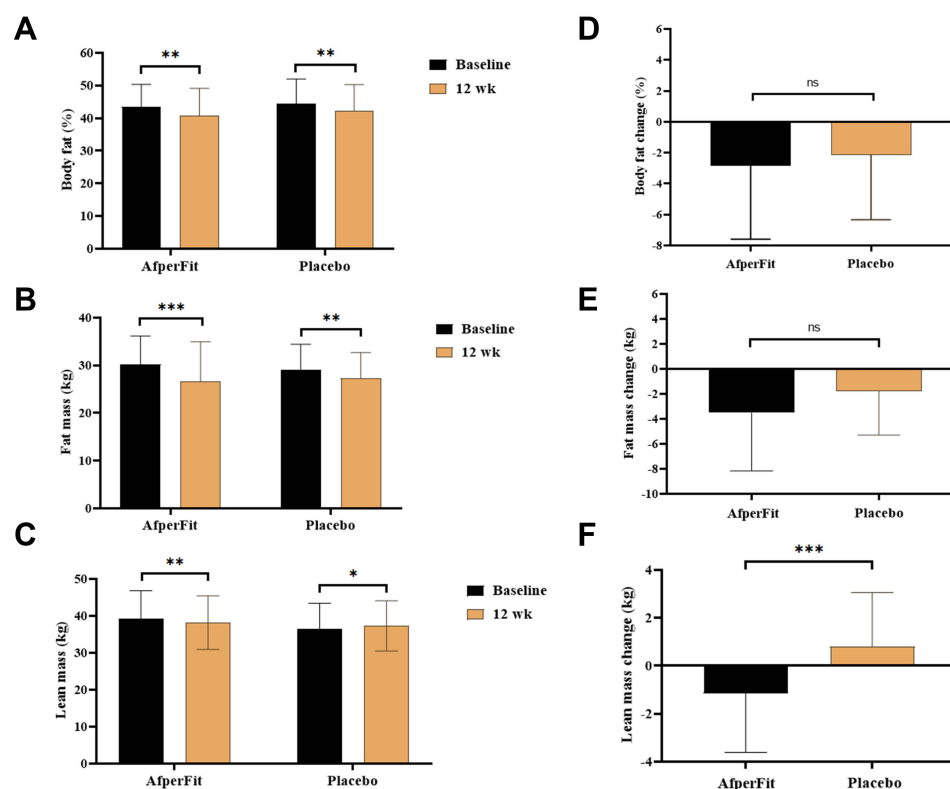 A
Body fat (%)
60
50
40
30
20
10
0
**
**
AfperFit
Placebo
Baseline
12 wk
D
Body fat change (%)
6
4
2
0
-2
-4
-6
-8
ns
AfperFit
Placebo
B
Fat mass (kg)
40
30
20
10
0
***
**
AfperFit
Placebo
Baseline
12 wk
E
Fat mass change (kg)
6
4
2
0
-2
-4
-6
-8
-10
ns
AfperFit
Placebo
C
Lean mass (kg)
50
40
30
20
10
0
**
*
AfperFit
Placebo
Baseline
12 wk
F
Lean mass change (kg)
4
2
0
-2
-4
***
AfperFit
Placebo